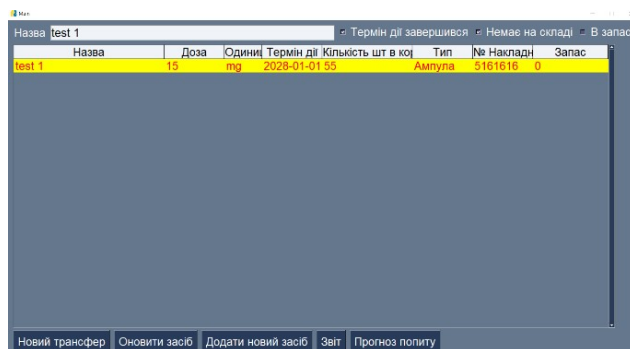 Man
Назва test 1 Термін дії завершився Немає на складі В запас
Назва Доза Одиниц Термін дії Кількість шт в кор Тип № Накладн Запас
test 1 15 mg 2028-01-01 55 Ампула 5161616 0
Новий трансфер Оновити засіб Додати новий засіб Звіт Прогноз попиту